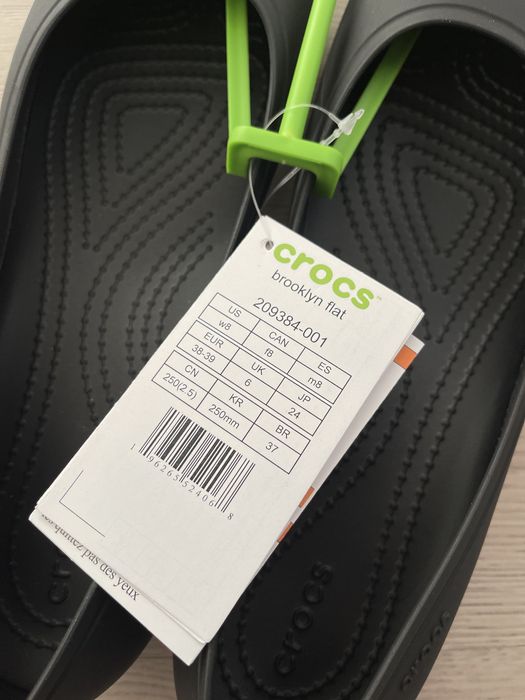 crocs™
brooklyn flat
209384-001
US CAN ES
w8 f8 m8
EUR UK JP
38-39 6 24
CN KR BR
250(2.5) 250mm 37
1 96265 52406 8
pas des yeux
crocs
crocs